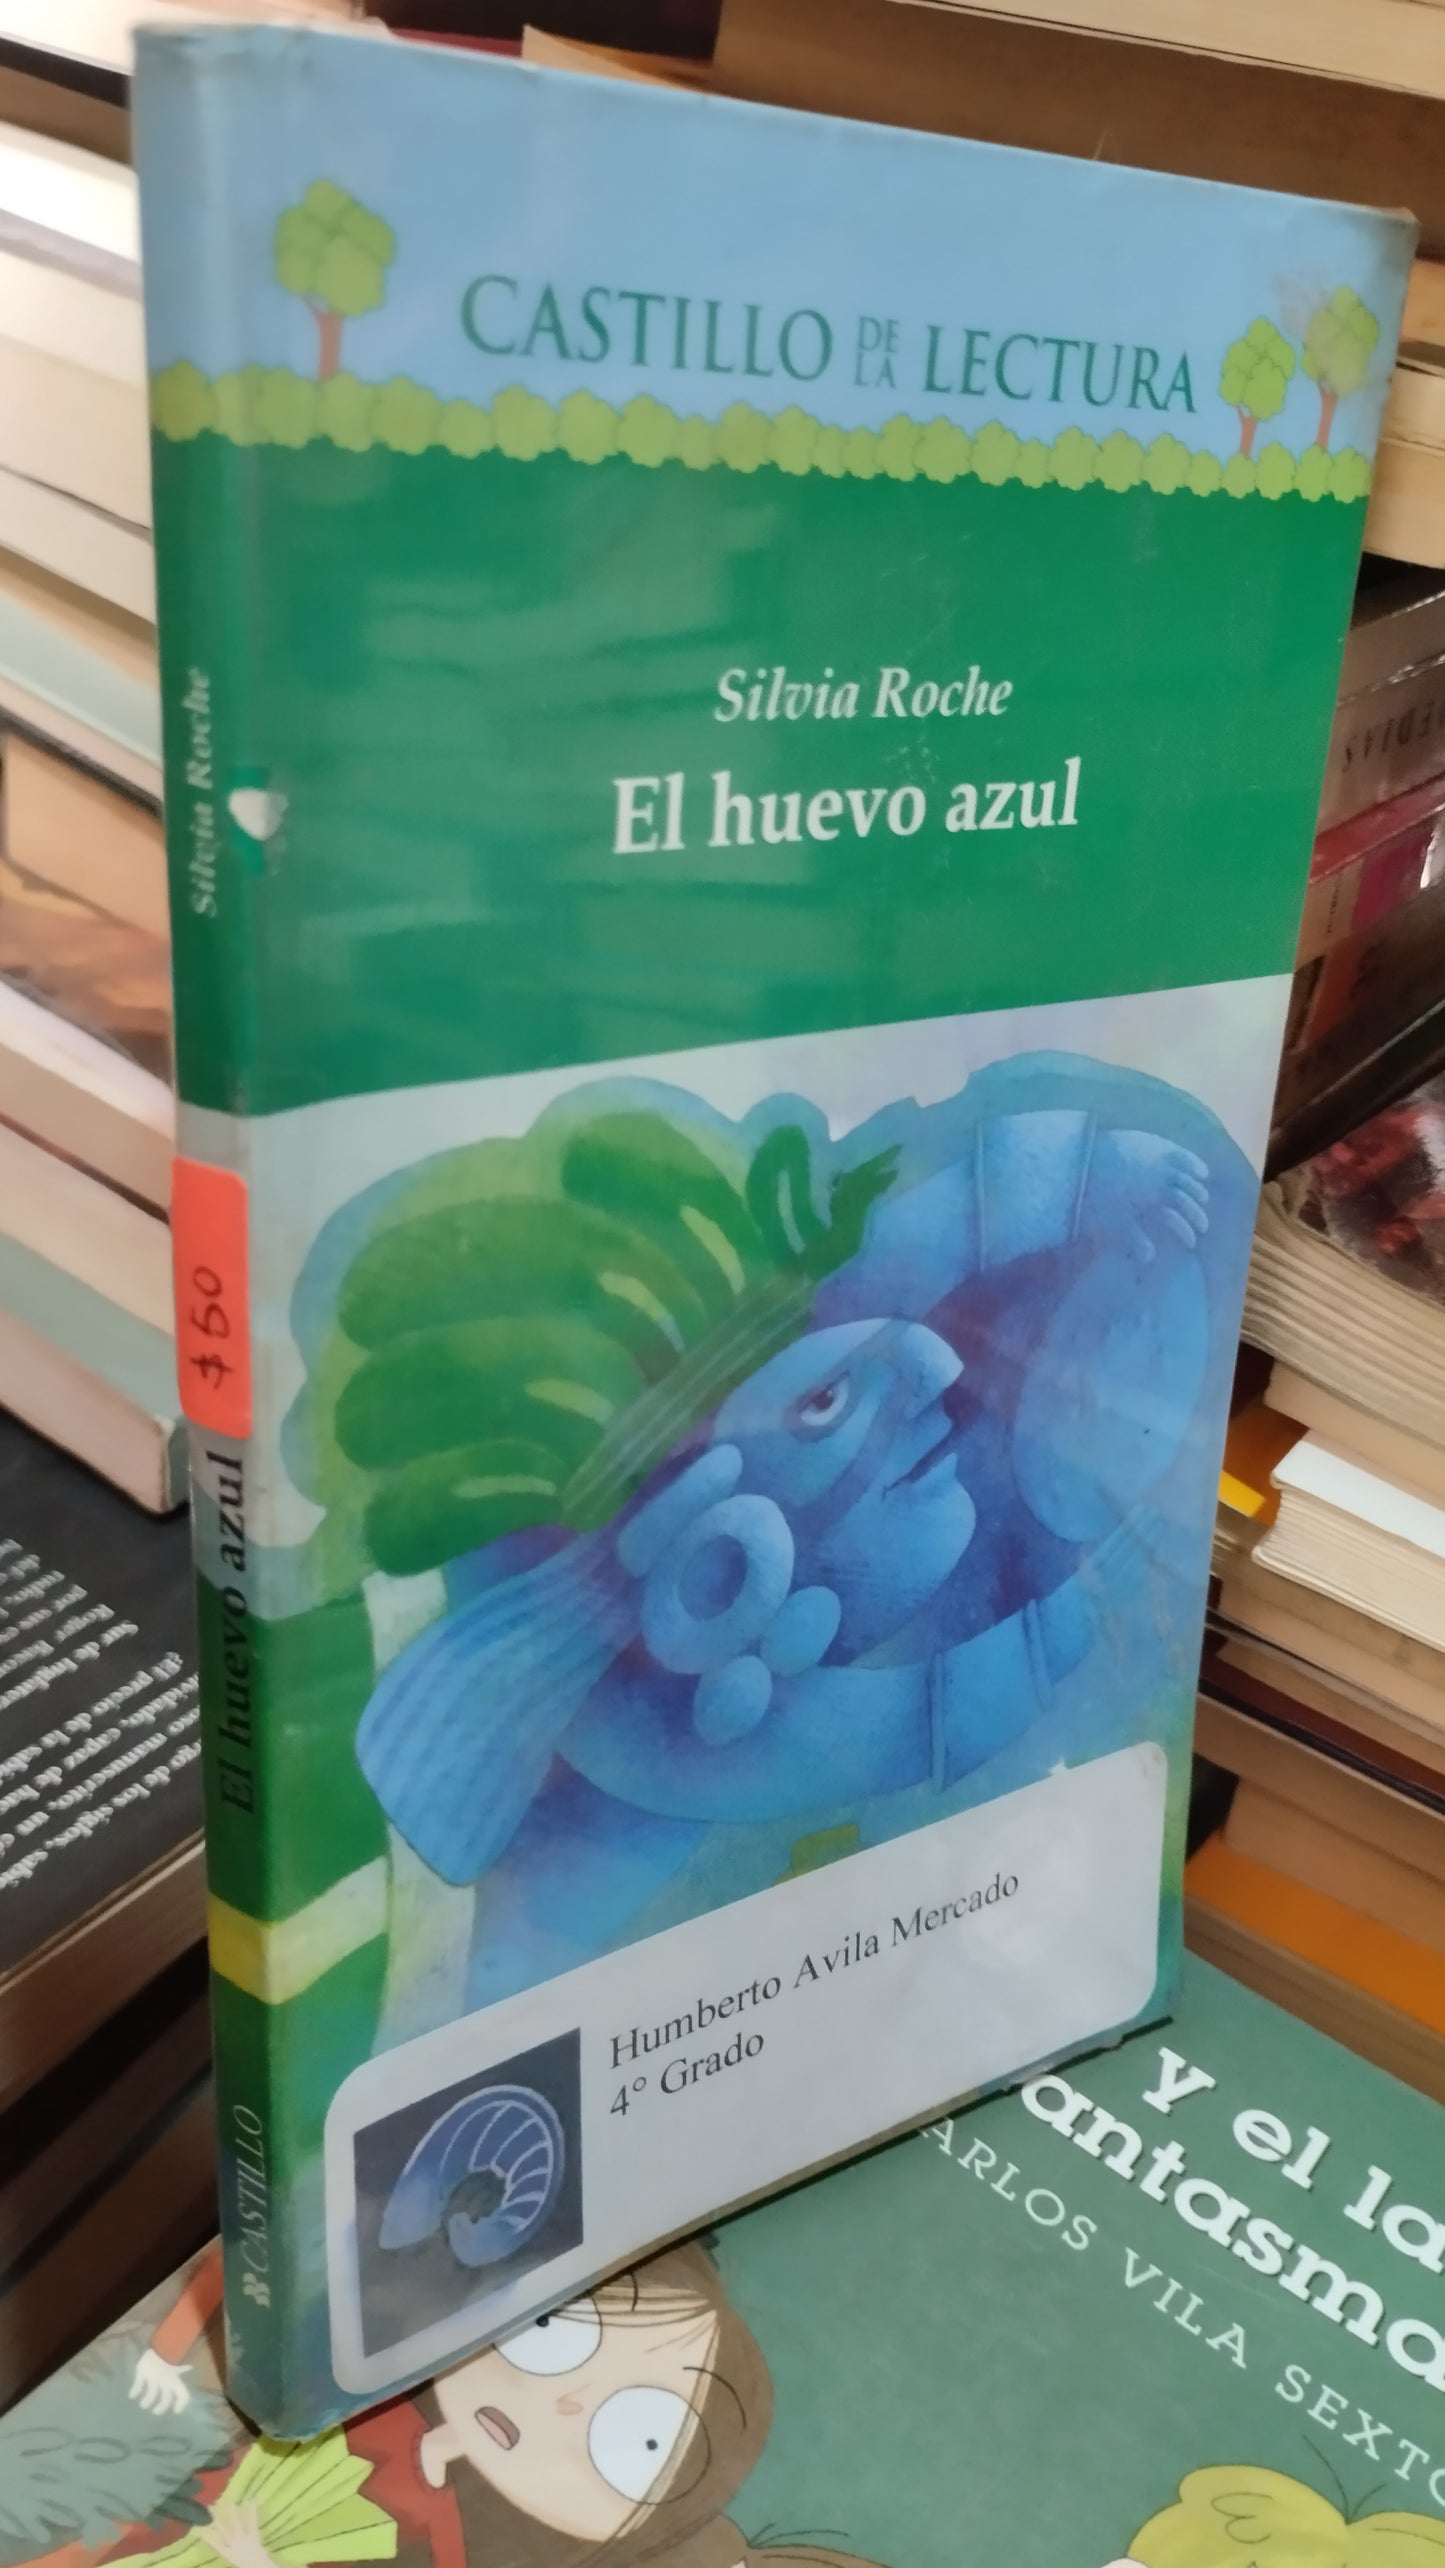 CASTILLO DE LA LECTURA
Silvia Roche
El huevo azul
Humberto Avila Mercado
4° Grado
Silvia Roche
$50
El huevo azul
CASTILLO
y el
antasma
ARLOS VILA SEXTO